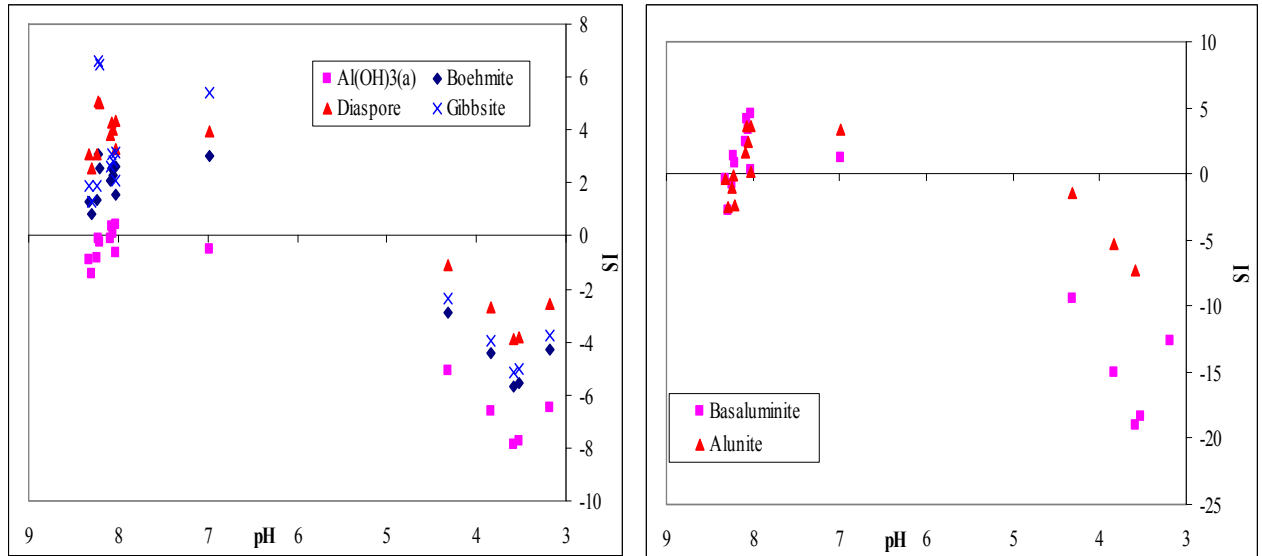 8
6
4
2
0
-2
-4
-6
-8
-10
SI
Al(OH)3(a) Boehmite
Diaspore Gibbsite
9 8 7 pH 6 5 4 3
10
5
0
-5
-10
-15
-20
-25
SI
Basaluminite
Alunite
9 8 7 pH 6 5 4 3